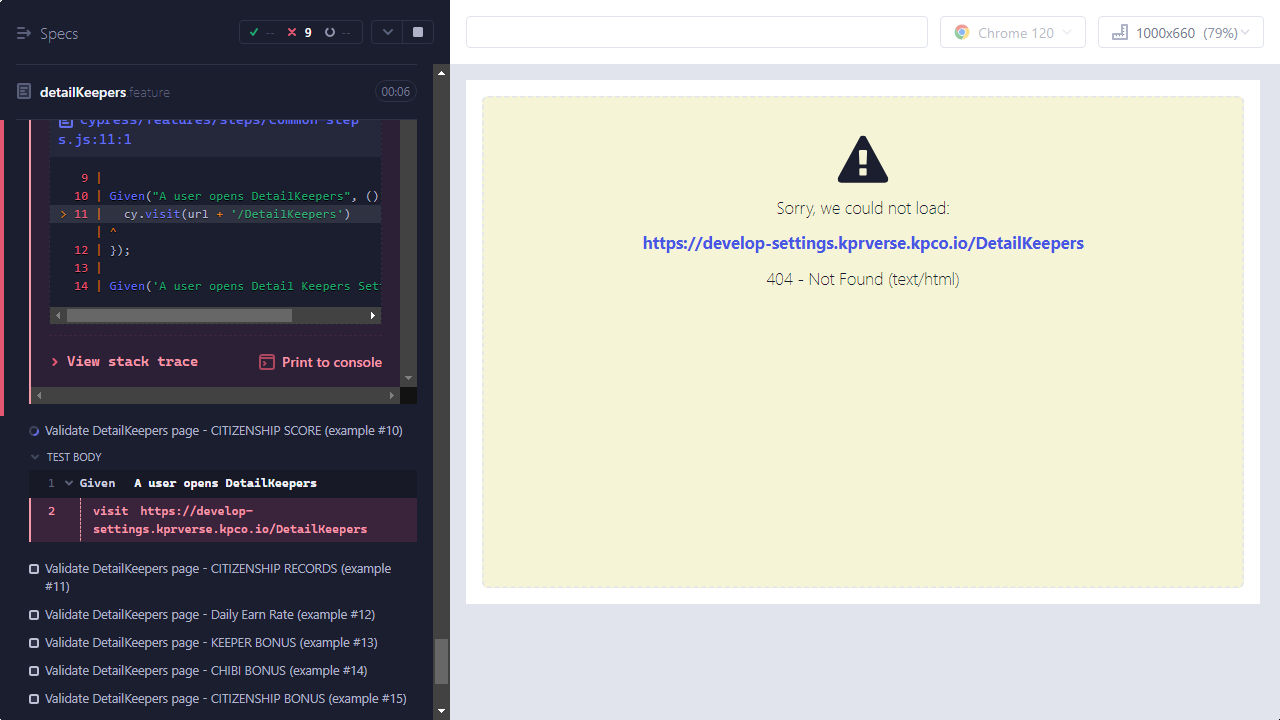 Specs
-- 9 --
detailKeepers.feature
00:06
cypress/features/steps/common-step
s.js:11:1
9 |
10 | Given("A user opens DetailKeepers", ()
> 11 | cy.visit(url + '/DetailKeepers')
| ^
12 | });
13 |
14 | Given('A user opens Detail Keepers Set
View stack trace
Print to console
Validate DetailKeepers page - CITIZENSHIP SCORE (example #10)
TEST BODY
1 Given A user opens DetailKeepers
2 visit https://develop-
settings.kprverse.kpco.io/DetailKeepers
Validate DetailKeepers page - CITIZENSHIP RECORDS (example
#11)
Validate DetailKeepers page - Daily Earn Rate (example #12)
Validate DetailKeepers page - KEEPER BONUS (example #13)
Validate DetailKeepers page - CHIBI BONUS (example #14)
Validate DetailKeepers page - CITIZENSHIP BONUS (example #15)
Chrome 120
1000x660 (79%)
Sorry, we could not load:
https://develop-settings.kprverse.kpco.io/DetailKeepers
404 - Not Found (text/html)